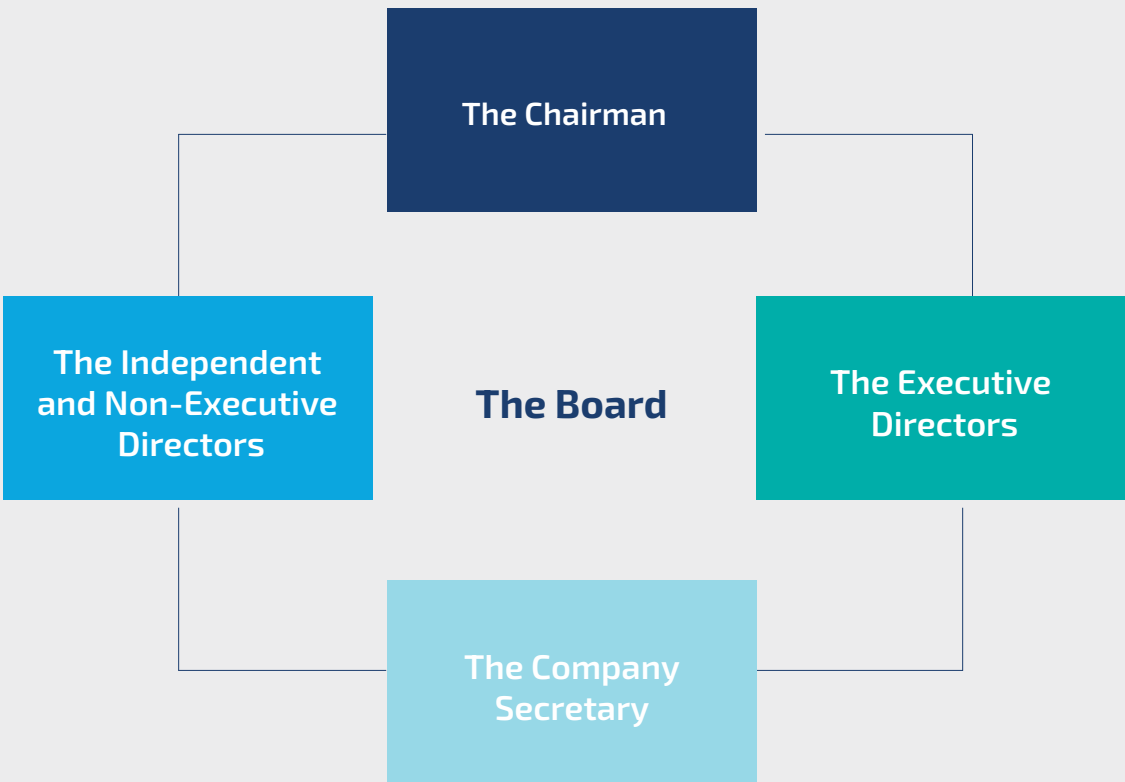 The Chairman
The Independent
and Non-Executive
Directors
The Board
The Executive
Directors
The Company
Secretary